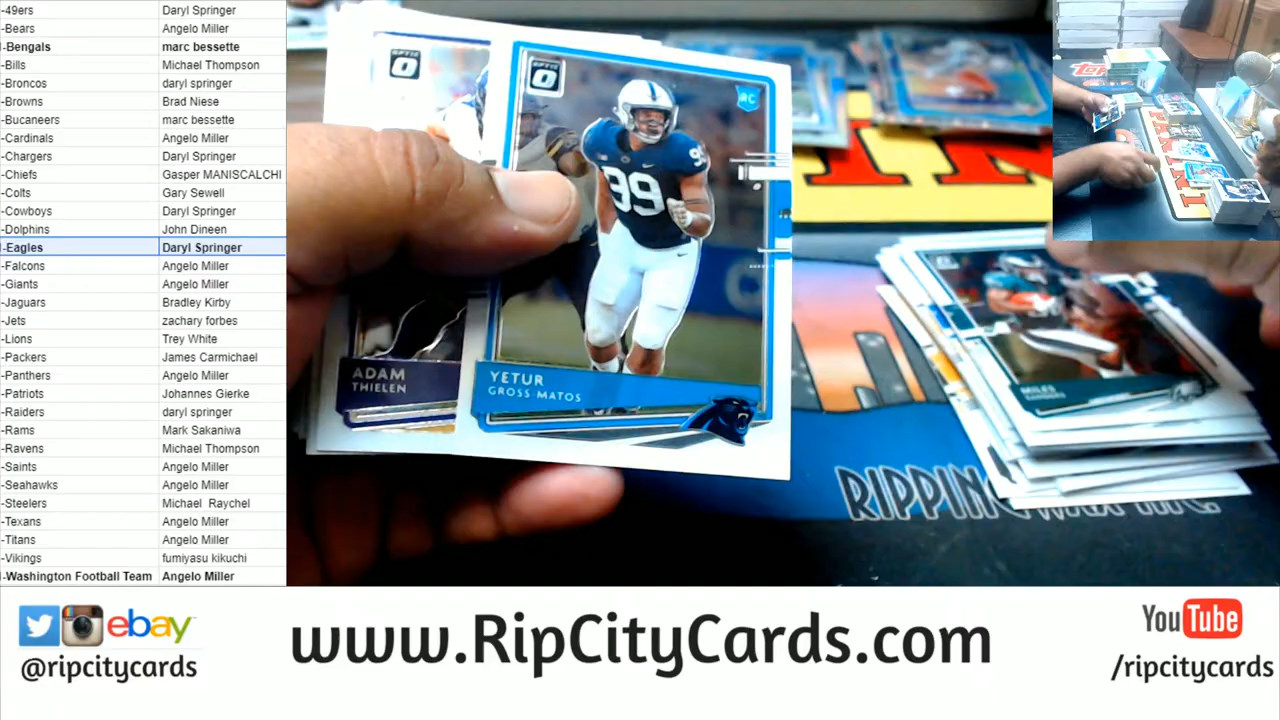 -49ers Daryl Springer
-Bears Angelo Miller
-Bengals marc bessette
-Bills Michael Thompson
-Broncos daryl springer
-Browns Brad Niese
-Bucaneers marc bessette
-Cardinals Angelo Miller
-Chargers Daryl Springer
-Chiefs Gasper MANISCALCHI
-Colts Gary Sewell
-Cowboys Daryl Springer
-Dolphins John Dineen
-Eagles Daryl Springer
-Falcons Angelo Miller
-Giants Angelo Miller
-Jaguars Bradley Kirby
-Jets zachary forbes
-Lions Trey White
-Packers James Carmichael
-Panthers Angelo Miller
-Patriots Johannes Gierke
-Raiders daryl springer
-Rams Mark Sakaniwa
-Ravens Michael Thompson
-Saints Angelo Miller
-Seahawks Angelo Miller
-Steelers Michael Raychel
-Texans Angelo Miller
-Titans Angelo Miller
-Vikings fumiyasu kikuchi
-Washington Football Team Angelo Miller
OPTIC
OPTIC
RC
99
99
ADAM
THIELEN
YETUR
GROSS-MATOS
MILES
SANDERS
RIPPIN
ebay
@ripcitycards
www.RipCityCards.com
YouTube
/ripcitycards